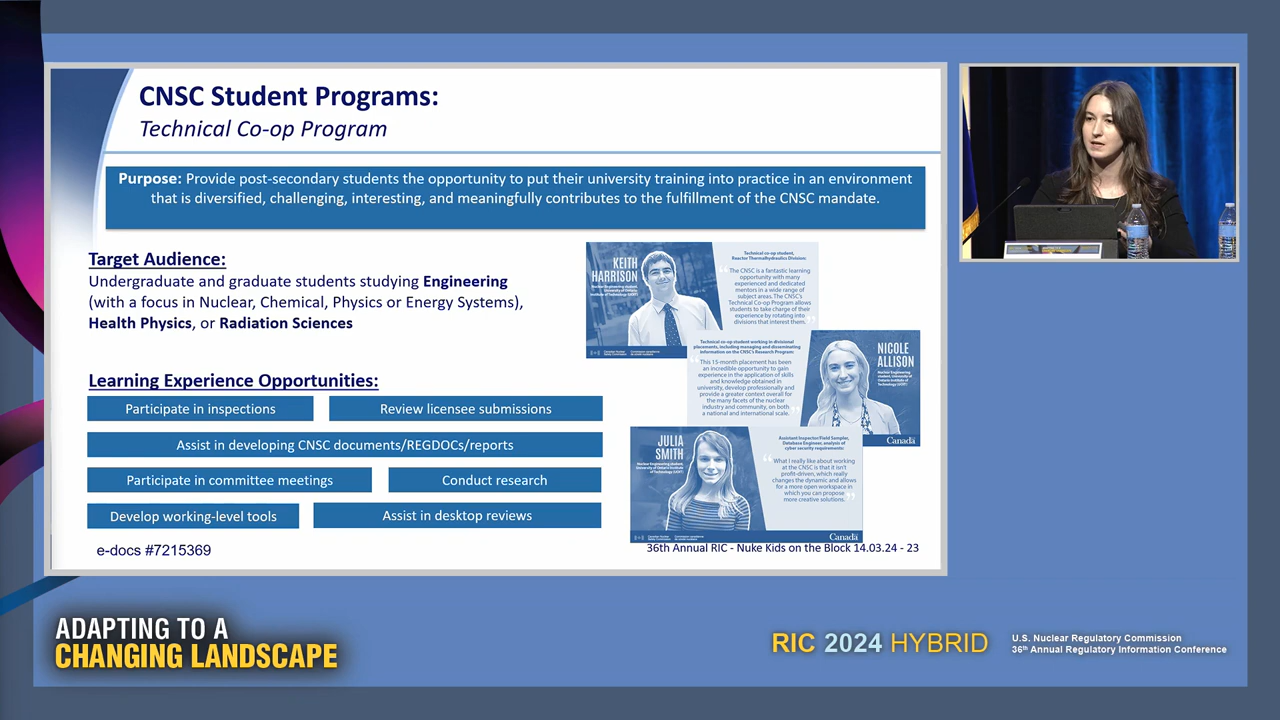 CNSC Student Programs:
Technical Co-op Program
Purpose: Provide post-secondary students the opportunity to put their university training into practice in an environment
that is diversified, challenging, interesting, and meaningfully contributes to the fulfillment of the CNSC mandate.
Target Audience:
Undergraduate and graduate students studying Engineering
(with a focus in Nuclear, Chemical, Physics or Energy Systems),
Health Physics, or Radiation Sciences
Learning Experience Opportunities:
Participate in inspections
Review licensee submissions
Assist in developing CNSC documents/REGDOCs/reports
Participate in committee meetings
Conduct research
Develop working-level tools
Assist in desktop reviews
e-docs #7215369
KEITH
HARRISON
Nuclear Engineering student,
University of Ontario
Institute of Technology (UOIT)
Technical co-op student,
Reactor Thermalhydraulics Division:
The CNSC is a fantastic learning
opportunity with many
experienced and dedicated
mentors in a wide range of
subject areas. The CNSC's
Technical Co-op Program allows
students to take charge of their
experience by rotating into
divisions that interest them.
Technical co-op student working in divisional
placements, including managing and disseminating
information on the CNSC's Research Program:
This 15-month placement has been
an incredible opportunity to gain
experience in the application of skills
and knowledge obtained in
university, develop professionally and
provide a greater context overall for
the many facets of the nuclear
industry and community, on both
a national and international scale.
NICOLE
ALLISON
Nuclear Engineering
student, University of
Ontario Institute of
Technology (UOIT)
Canada
JULIA
SMITH
Nuclear Engineering student,
University of Ontario Institute
of Technology (UOIT)
Assistant Inspector/Field Sampler,
Database Engineer, analysis of
cyber security requirements:
What I really like about working
at the CNSC is that it isn't
profit-driven, which really
changes the dynamic and allows
for a more open workspace in
which you can propose
more creative solutions.
Canada
36th Annual RIC - Nuke Kids on the Block 14.03.24 - 23
ADAPTING TO A
CHANGING LANDSCAPE
RIC 2024 HYBRID
U.S. Nuclear Regulatory Commission
36th Annual Regulatory Information Conference